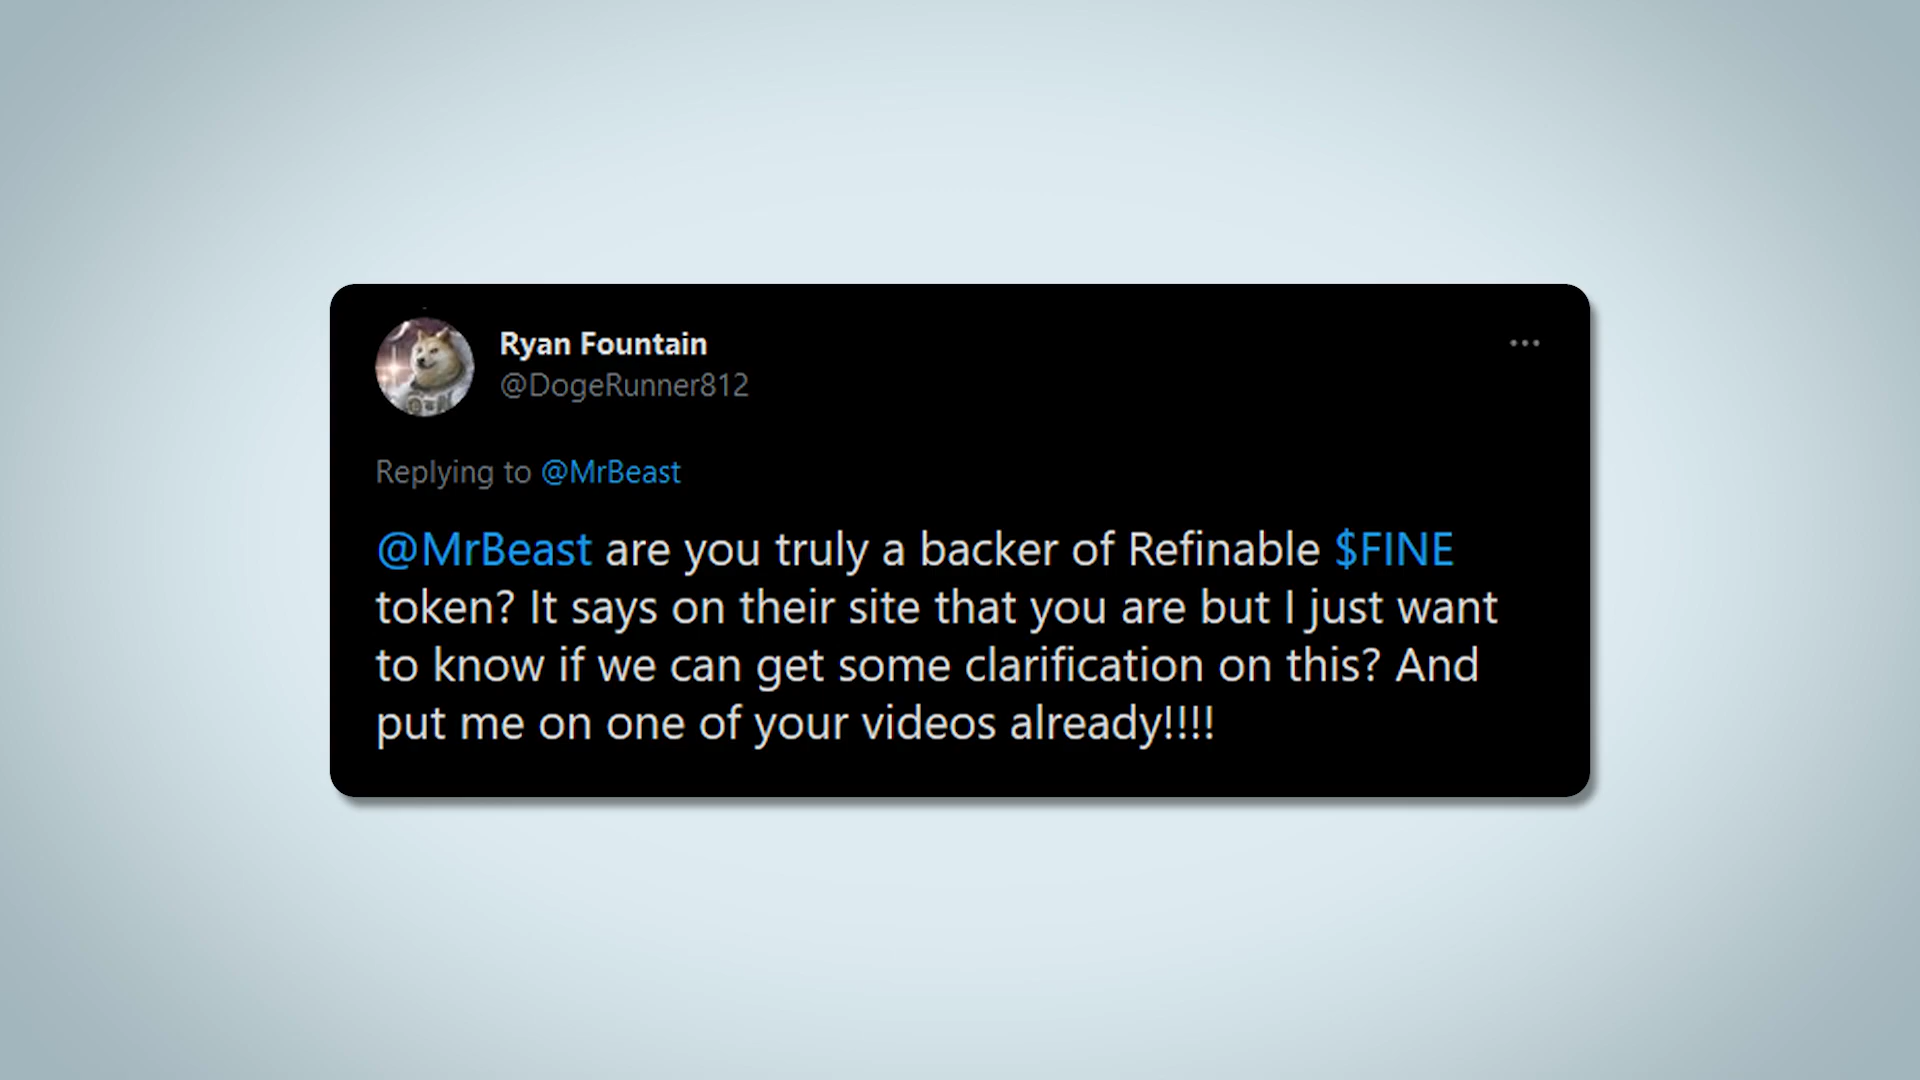 Ryan Fountain
@DogeRunner812
Replying to @MrBeast
@MrBeast are you truly a backer of Refinable $FINE
token? It says on their site that you are but I just want
to know if we can get some clarification on this? And
put me on one of your videos already!!!!